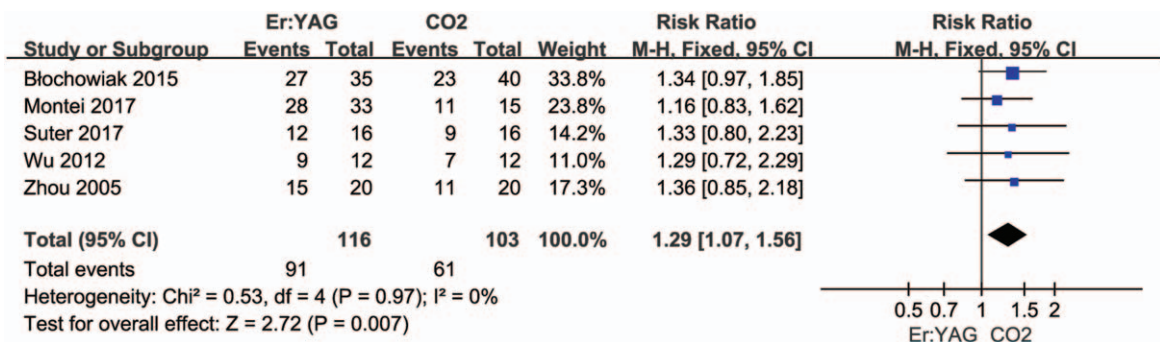 Er:YAG CO2 Risk Ratio Risk Ratio
Study or Subgroup Events Total Events Total Weight M-H, Fixed, 95% CI M-H, Fixed, 95% CI
Błochowiak 2015 27 35 23 40 33.8% 1.34 [0.97, 1.85]
Montei 2017 28 33 11 15 23.8% 1.16 [0.83, 1.62]
Suter 2017 12 16 9 16 14.2% 1.33 [0.80, 2.23]
Wu 2012 9 12 7 12 11.0% 1.29 [0.72, 2.29]
Zhou 2005 15 20 11 20 17.3% 1.36 [0.85, 2.18]
Total (95% CI) 116 103 100.0% 1.29 [1.07, 1.56]
Total events 91 61
Heterogeneity: Chi² = 0.53, df = 4 (P = 0.97); I² = 0%
Test for overall effect: Z = 2.72 (P = 0.007)
0.5 0.7 1 1.5 2
Er:YAG CO2